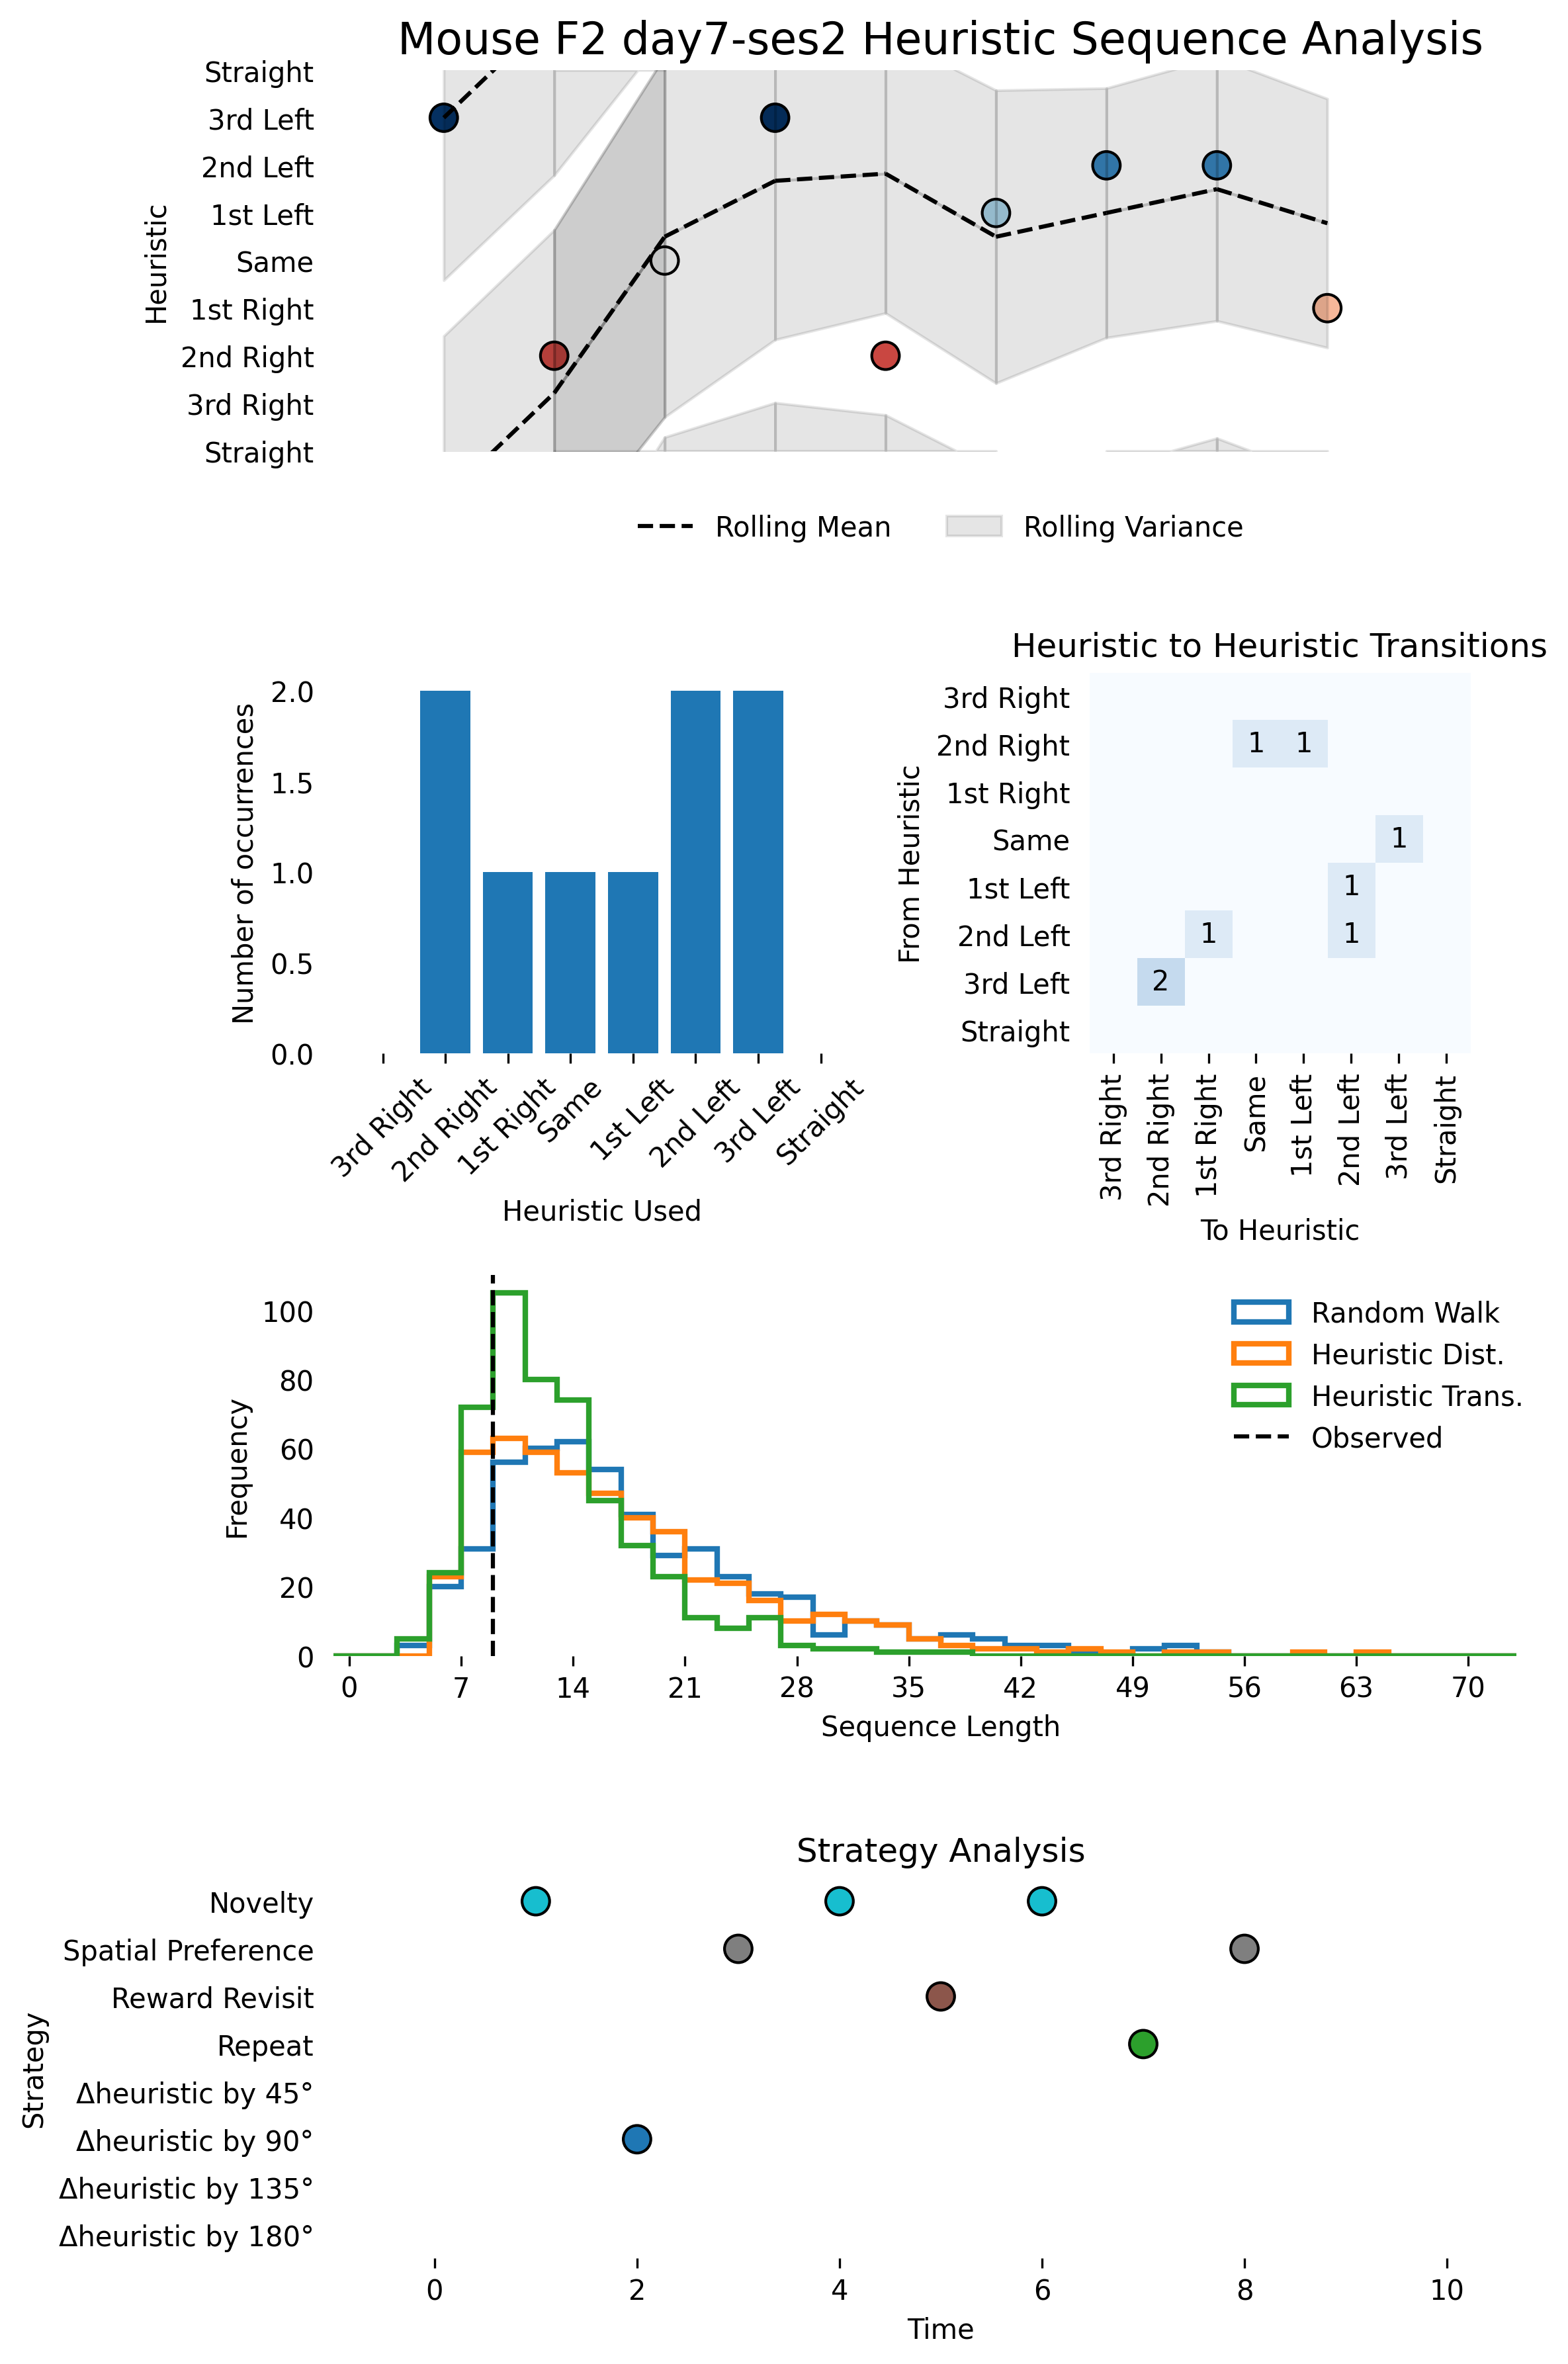 Mouse F2 day7-ses2 Heuristic Sequence Analysis
Straight
3rd Left
2nd Left
1st Left
Same
1st Right
2nd Right
3rd Right
Straight
Heuristic
Rolling Mean
Rolling Variance
2.0
1.5
1.0
0.5
0.0
Number of occurrences
3rd Right
2nd Right
1st Right
Same
1st Left
2nd Left
3rd Left
Straight
Heuristic Used
Heuristic to Heuristic Transitions
3rd Right
2nd Right
1st Right
Same
1st Left
2nd Left
3rd Left
Straight
From Heuristic
1 1
1
1
1 1
2
3rd Right
2nd Right
1st Right
Same
1st Left
2nd Left
3rd Left
Straight
To Heuristic
100
80
60
40
20
0
Frequency
0 7 14 21 28 35 42 49 56 63 70
Sequence Length
Random Walk
Heuristic Dist.
Heuristic Trans.
Observed
Strategy Analysis
Novelty
Spatial Preference
Reward Revisit
Repeat
Δheuristic by 45°
Δheuristic by 90°
Δheuristic by 135°
Δheuristic by 180°
Strategy
0 2 4 6 8 10
Time